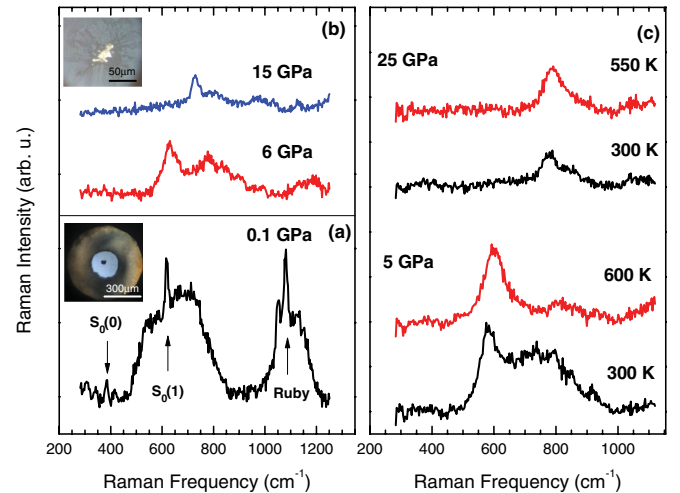 (b)
50μm
15 GPa
6 GPa
(a)
0.1 GPa
300μm
S₀(0)
S₀(1)
Ruby
Raman Intensity (arb. u.)
200 400 600 800 1000 1200
Raman Frequency (cm⁻¹)
(c)
25 GPa
550 K
300 K
5 GPa
600 K
300 K
200 400 600 800 1000
Raman Frequency (cm⁻¹)